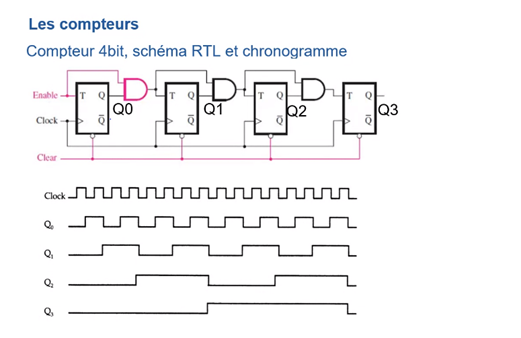 Les compteurs
Compteur 4bit, schéma RTL et chronogramme
Enable
T Q
Q0
T Q
Q1
T Q
Q2
T Q
Q3
Clock
Q̅
Q̅
Q̅
Q̅
Clear
Clock
Q₀
Q₁
Q₂
Q₃